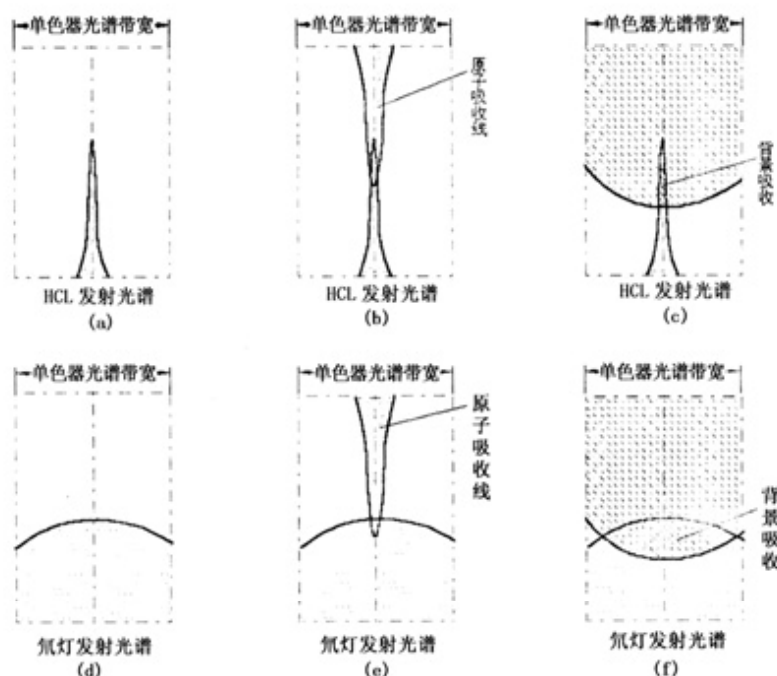 单色器光谱带宽
单色器光谱带宽
单色器光谱带宽
原子吸收线
背景吸收
HCL 发射光谱
HCL 发射光谱
HCL 发射光谱
(a)
(b)
(c)
单色器光谱带宽
单色器光谱带宽
单色器光谱带宽
原子吸收线
背景吸收
氘灯发射光谱
氘灯发射光谱
氘灯发射光谱
(d)
(e)
(f)